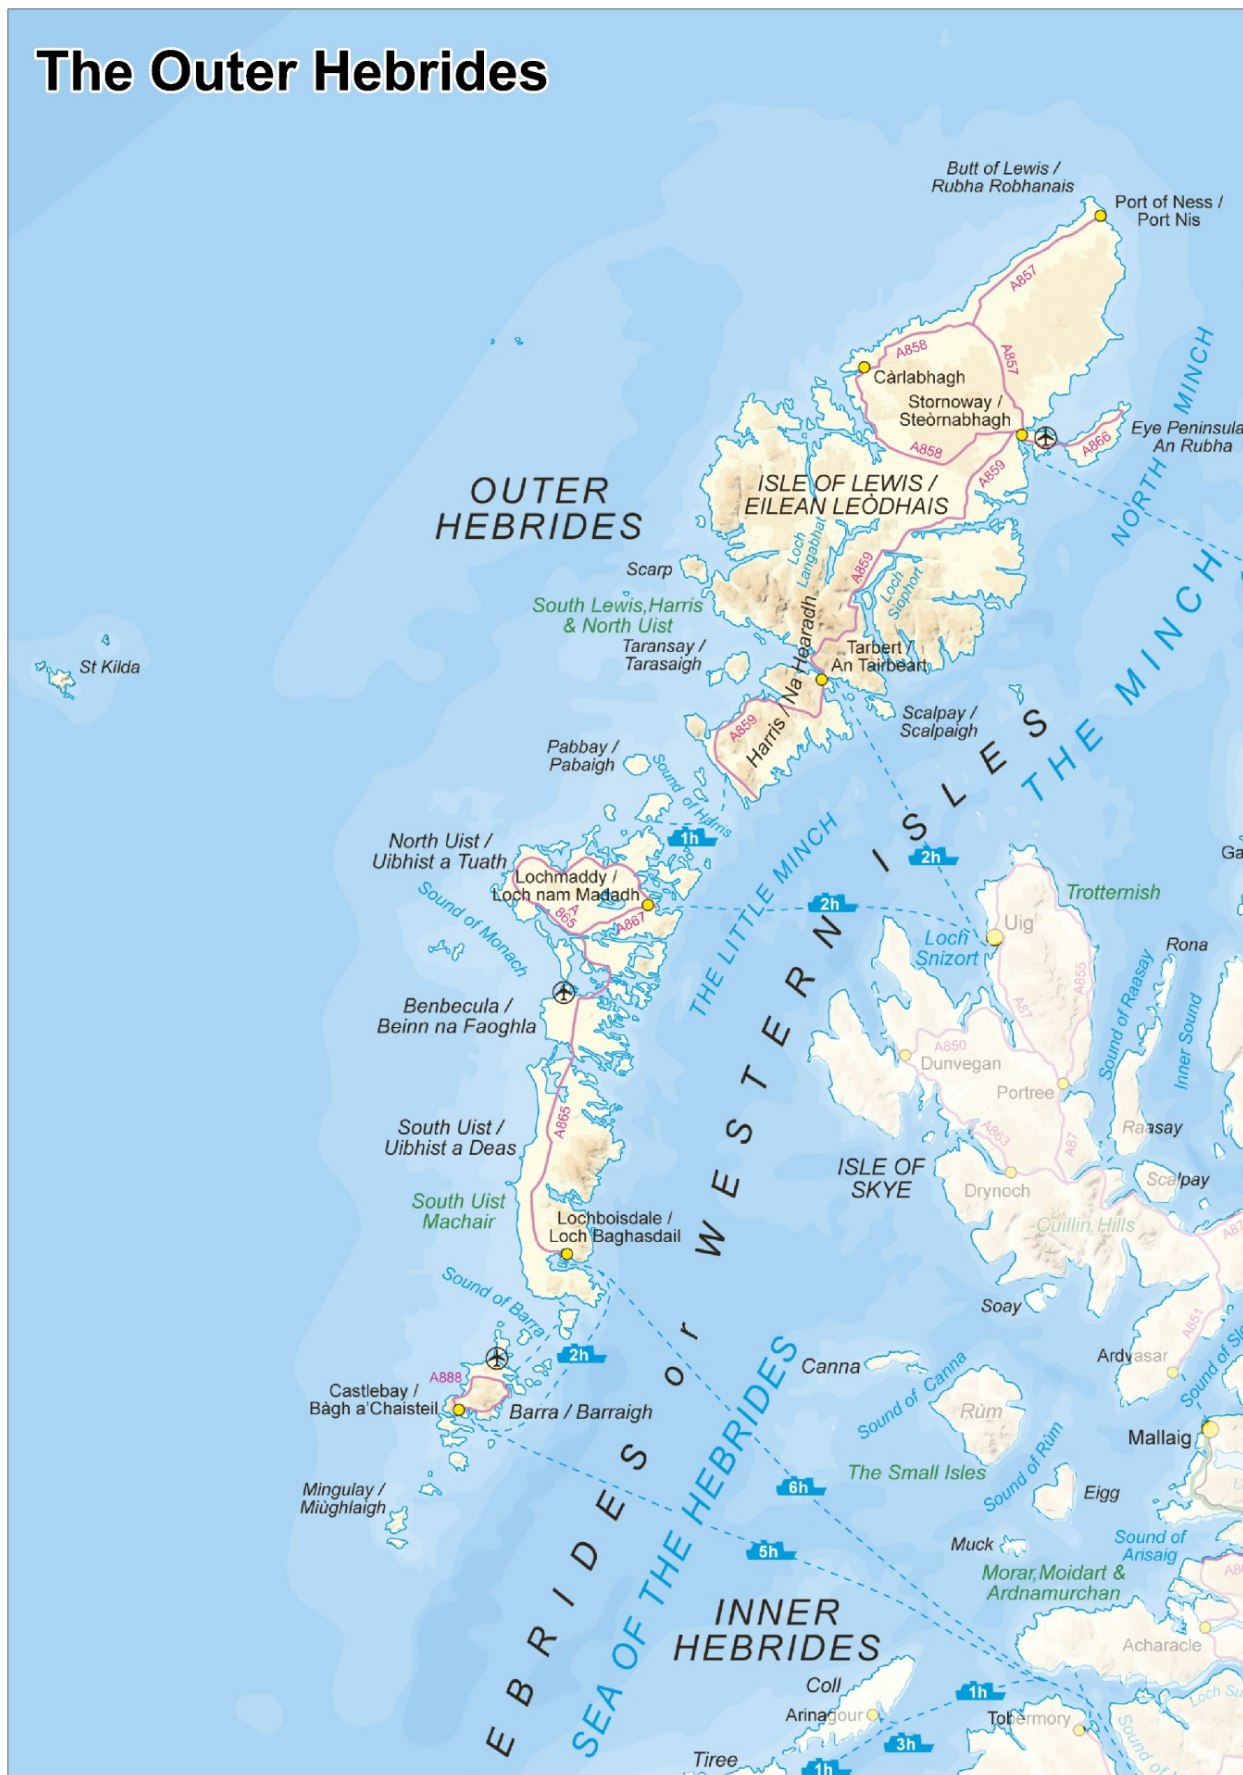 The Outer Hebrides
Butt of Lewis /
Rubha Robhanais
Port of Ness /
Port Nis
A857
A858
A857
Càrlabhagh
Stornoway /
Steòrnabhagh
Eye Peninsula
An Rubha
A866
A858
A859
NORTH MINCH
OUTER
HEBRIDES
ISLE OF LEWIS /
EILEAN LEÒDHAIS
Loch
Langabhat
A859
Loch
Siophort
Scarp
South Lewis,Harris
& North Uist
Taransay /
Tarasaigh
Tarbert /
An Tairbeart
St Kilda
THE MINCH
Harris / Na Hearadh
A859
Scalpay /
Scalpaigh
Pabbay /
Pabaigh
Sound of Harris
1h
2h
North Uist /
Uibhist a Tuath
Lochmaddy /
Loch nam Madadh
A
865
A867
2h
THE LITTLE MINCH
Ga
Trotternish
Uig
Loch
Snizort
Rona
Sound of Monach
Sound of Raasay
Inner Sound
A855
A87
Benbecula /
Beinn na Faoghla
A850
Dunvegan
Portree
South Uist /
Uibhist a Deas
A865
A863
A87
Raasay
ISLE OF
SKYE
Drynoch
Scalpay
South Uist
Machair
Lochboisdale /
Loch Baghasdail
Cuillin Hills
A87
Sound of Barra
Soay
A851
2h
Canna
Ardvasar
Sound of Sle
A888
Castlebay /
Bàgh a'Chaisteil
Barra / Barraigh
Sound of Canna
Rùm
Mallaig
EBRIDES or WESTERN ISLES
SEA OF THE HEBRIDES
The Small Isles
Sound of Rùm
Eigg
Mingulay /
Miùghlaigh
6h
5h
Muck
Sound of
Arisaig
Morar,Moidart &
Ardnamurchan
INNER
HEBRIDES
Acharacle
Coll
1h
Arinagour
Tobermory
3h
Tiree
1h